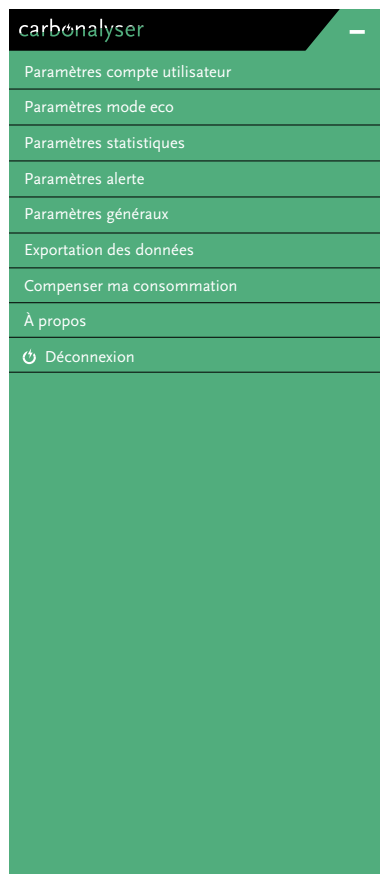 carbonalyser
Paramètres compte utilisateur
Paramètres mode eco
Paramètres statistiques
Paramètres alerte
Paramètres généraux
Exportation des données
Compenser ma consommation
À propos
Déconnexion